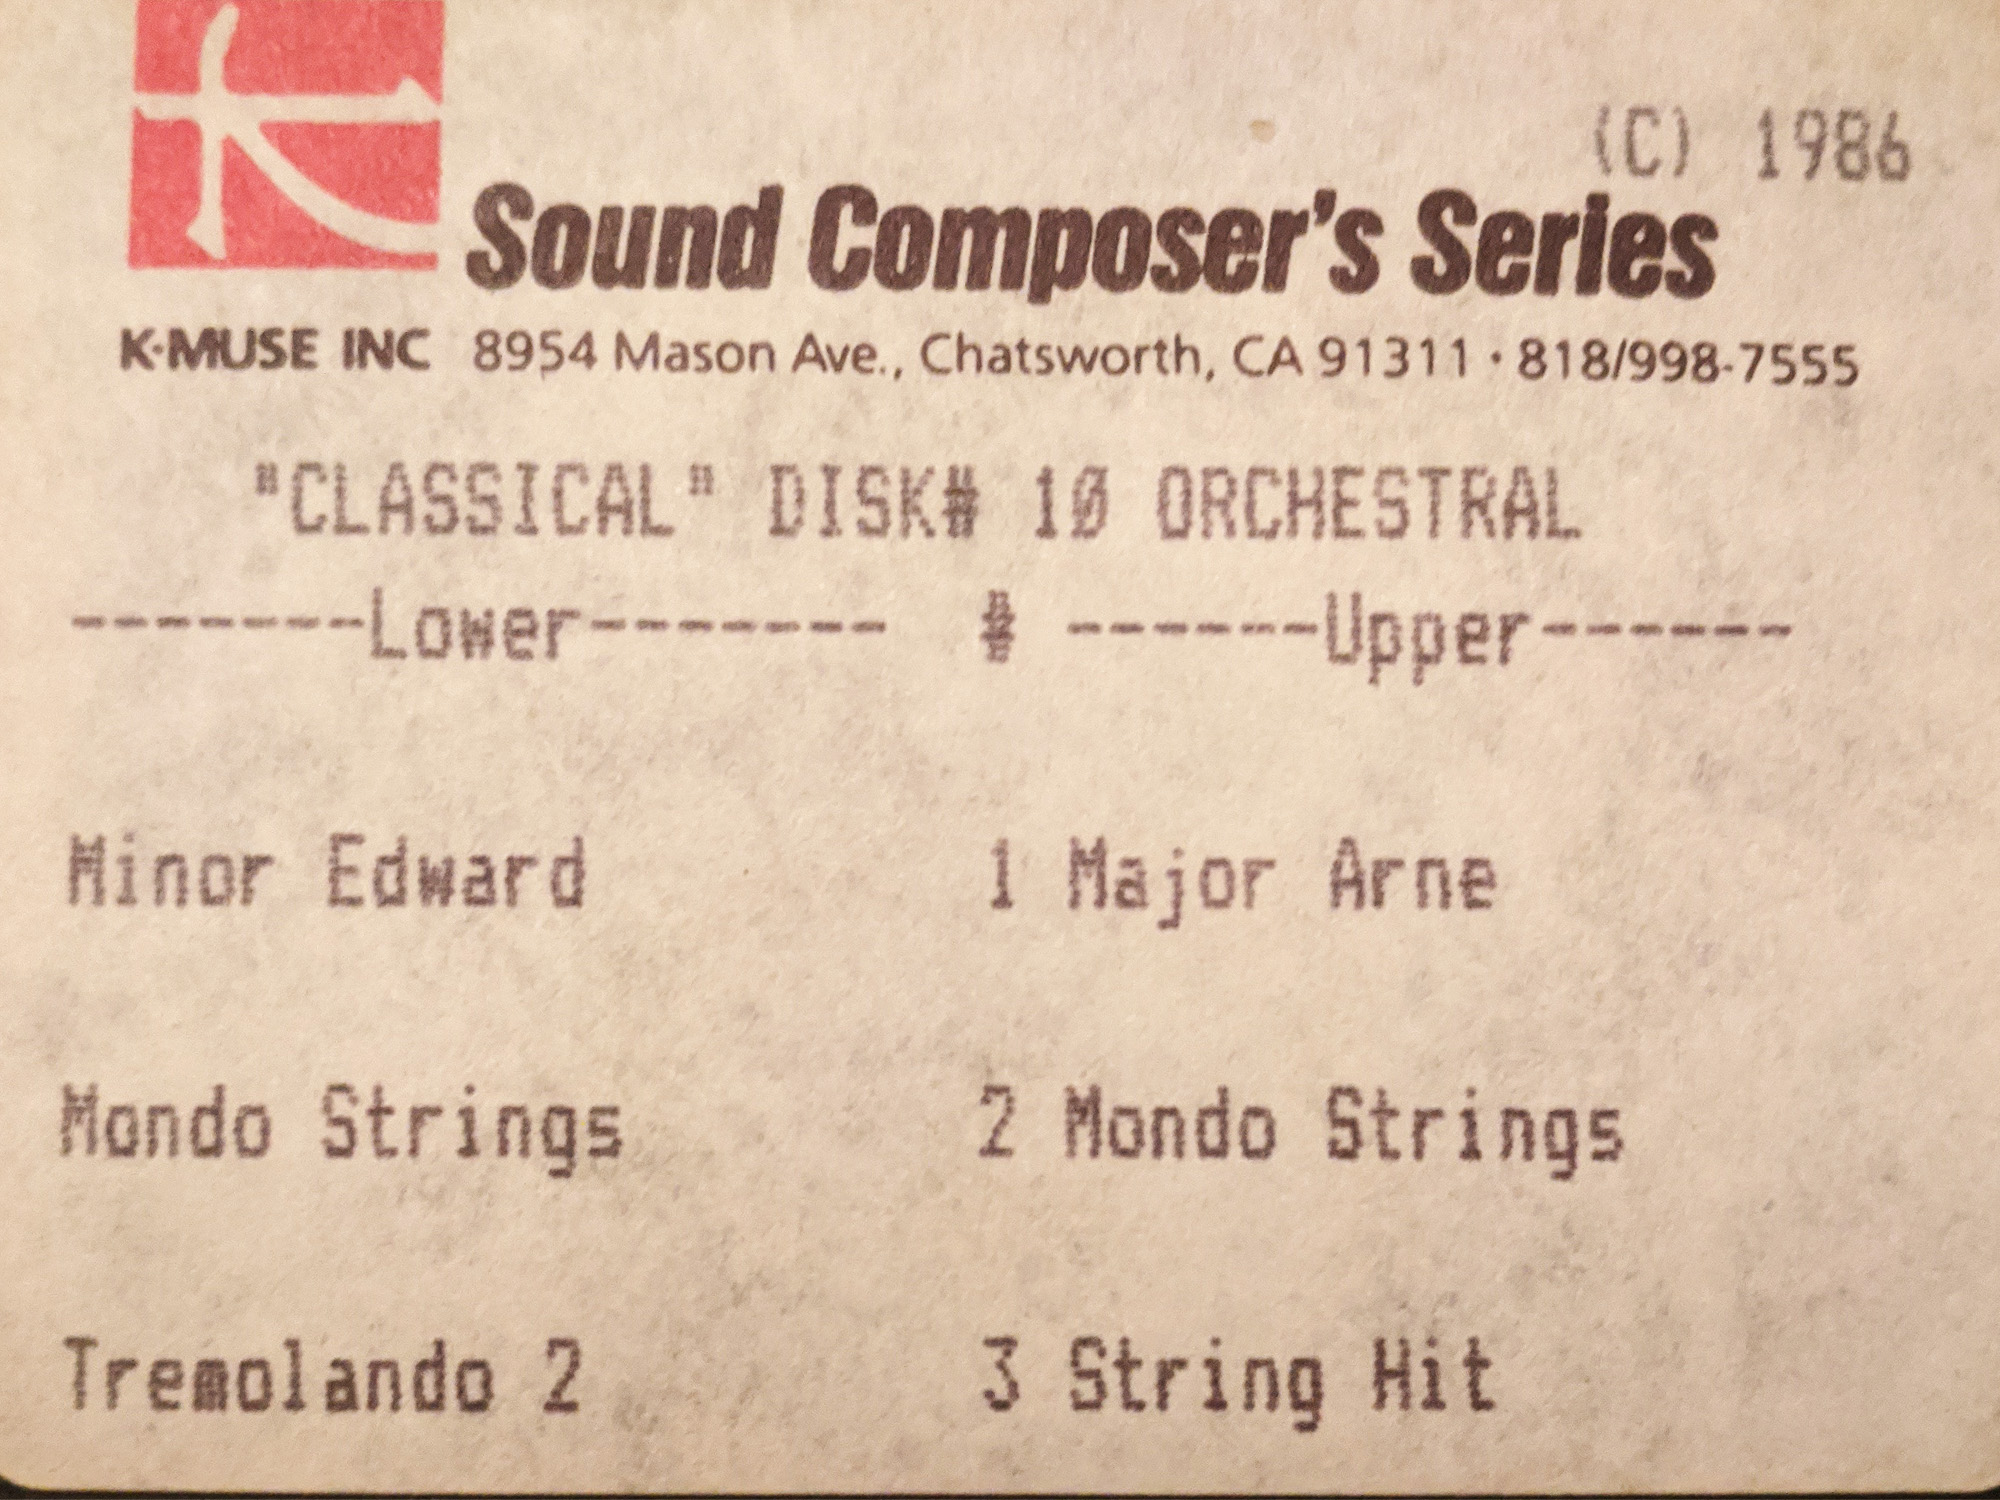 (C) 1986
Sound Composer's Series
K·MUSE INC 8954 Mason Ave., Chatsworth, CA 91311 · 818/998-7555
"CLASSICAL" DISK# 10 ORCHESTRAL
--------Lower-------- # -------Upper-------
Minor Edward 1 Major Arne
Mondo Strings 2 Mondo Strings
Tremolando 2 3 String Hit